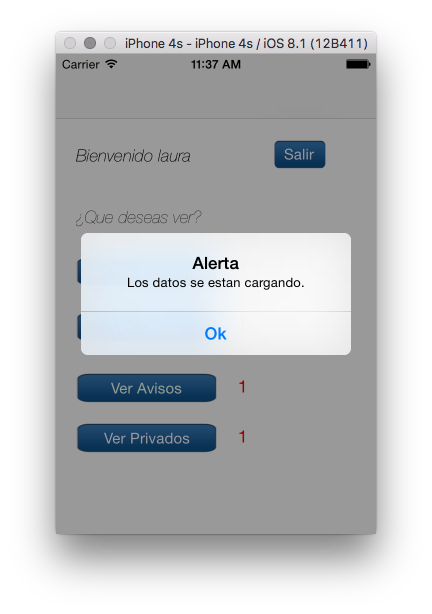 iPhone 4s - iPhone 4s / iOS 8.1 (12B411)
Carrier 11:37 AM
Bienvenido laura Salir
¿Que deseas ver?
Alerta
Los datos se estan cargando.
Ok
Ver Avisos 1
Ver Privados 1